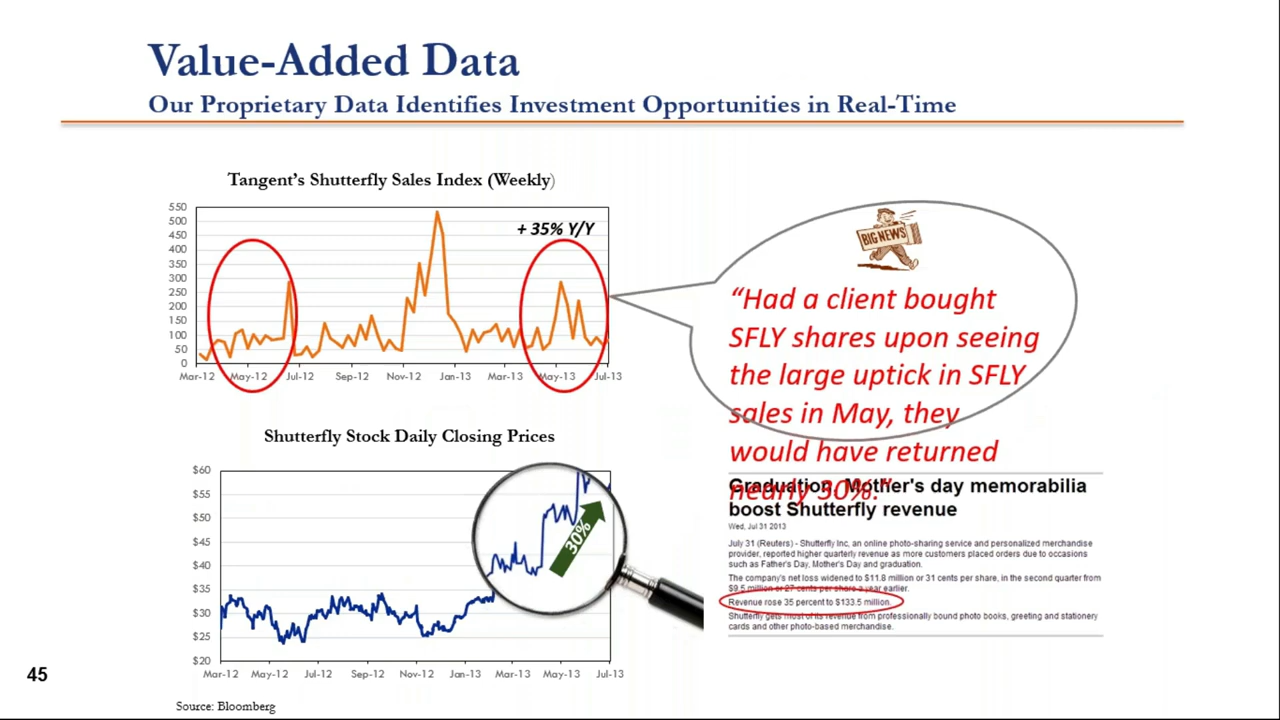 Value-Added Data
Our Proprietary Data Identifies Investment Opportunities in Real-Time
Tangent's Shutterfly Sales Index (Weekly)
550
500
450
400
350
300
250
200
150
100
50
0
+ 35% Y/Y
Mar-12 May-12 Jul-12 Sep-12 Nov-12 Jan-13 Mar-13 May-13 Jul-13
BIG NEWS
“Had a client bought
SFLY shares upon seeing
the large uptick in SFLY
sales in May, they
would have returned
nearly 30%.”
Shutterfly Stock Daily Closing Prices
$60
$55
$50
$45
$40
$35
$30
$25
$20
30%
Mar-12 May-12 Jul-12 Sep-12 Nov-12 Jan-13 Mar-13 May-13 Jul-13
Graduation, Mother's day memorabilia
boost Shutterfly revenue
Wed, Jul 31 2013
July 31 (Reuters) - Shutterfly Inc, an online photo-sharing service and personalized merchandise
provider, reported higher quarterly revenue as more customers placed orders due to occasions
such as Father's Day, Mother's Day and graduation.
The company's net loss widened to $11.8 million or 31 cents per share, in the second quarter from
$9.5 million or 27 cents per share a year earlier.
Revenue rose 35 percent to $133.5 million.
Shutterfly gets most of its revenue from professionally bound photo books, greeting and stationery
cards and other photo-based merchandise.
45
Source: Bloomberg